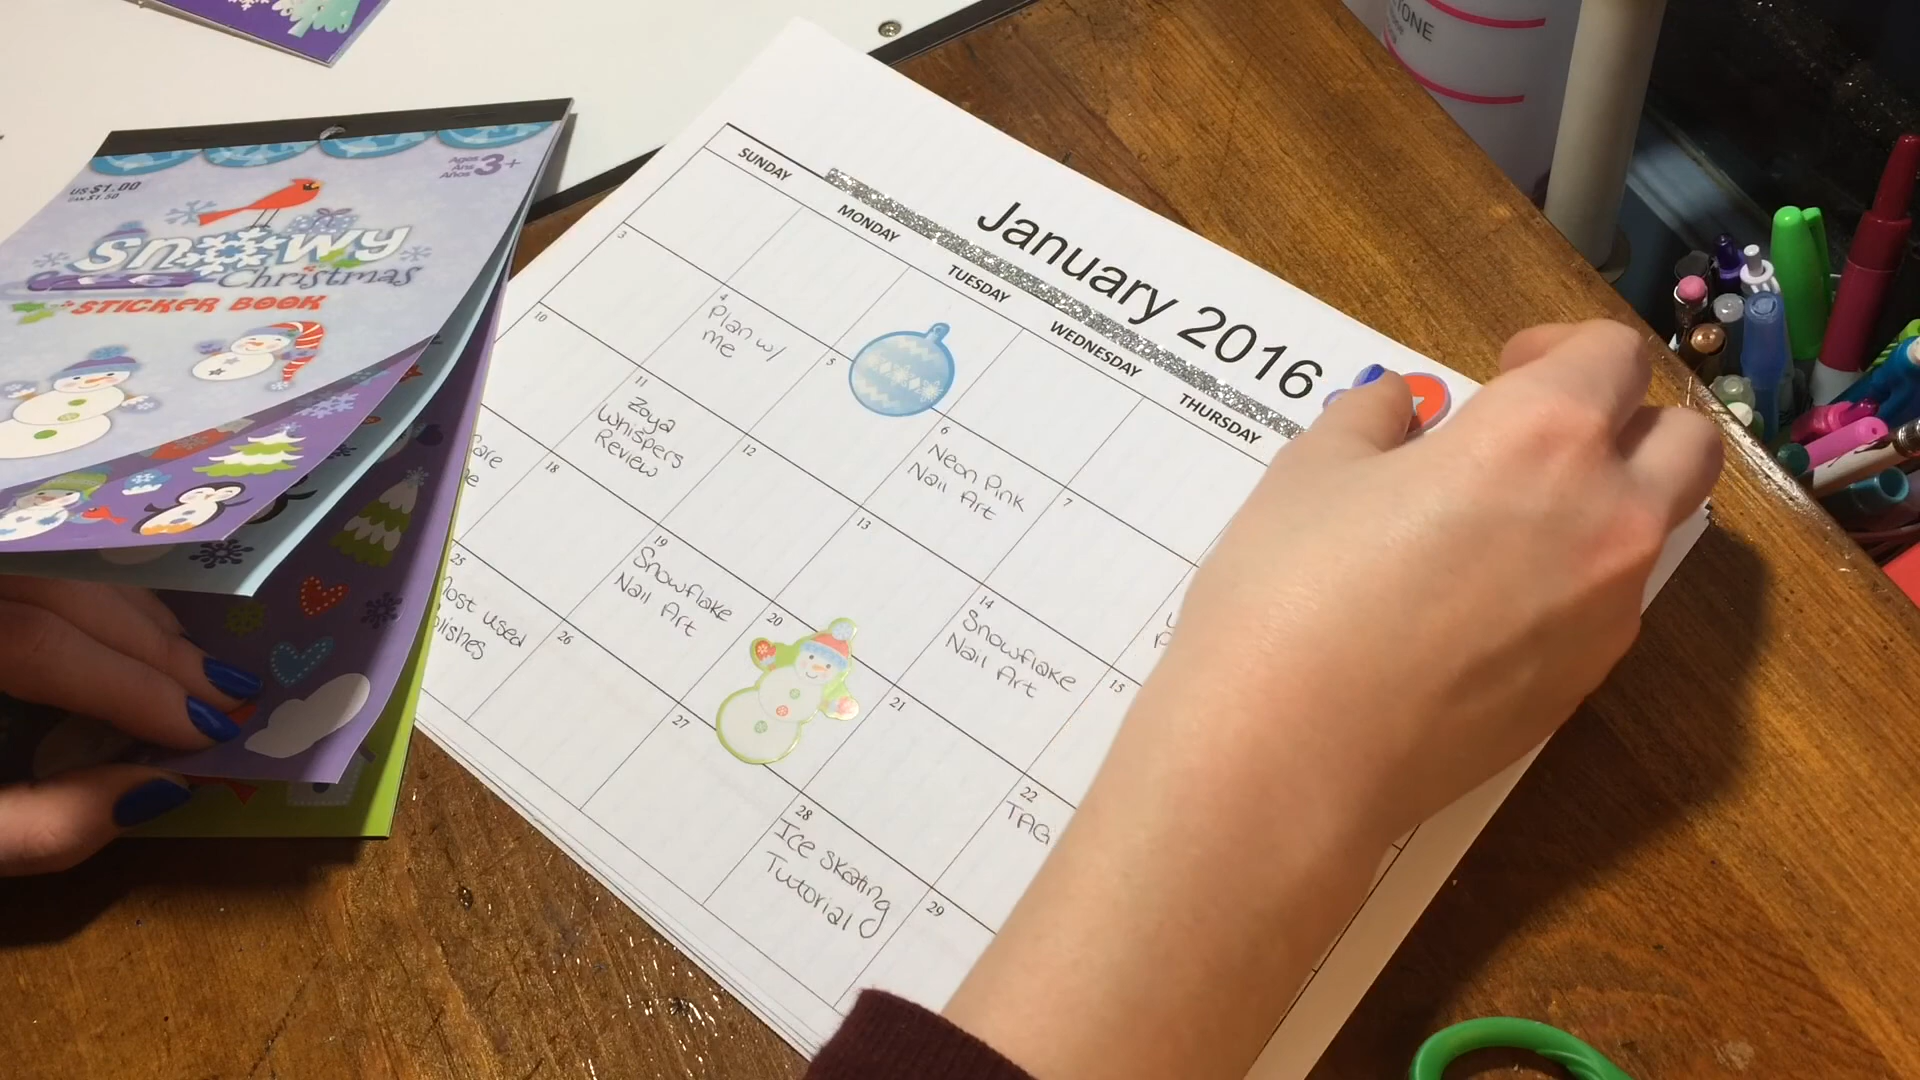 US $1.00
CAN $1.50
Ages
Ans
Años
3+
Snowy
Christmas
STICKER BOOK
January 2016
SUNDAY
MONDAY
TUESDAY
WEDNESDAY
THURSDAY
3
4
Plan w/
me
5
6
Neon Pink
Nail Art
7
10
11
Zoya
Whispers
Review
12
13
14
Snowflake
Nail Art
15
18
19
Snowflake
Nail Art
20
21
22
TAG
25
Most used
polishes
26
27
28
Ice skating
Tutorial
29